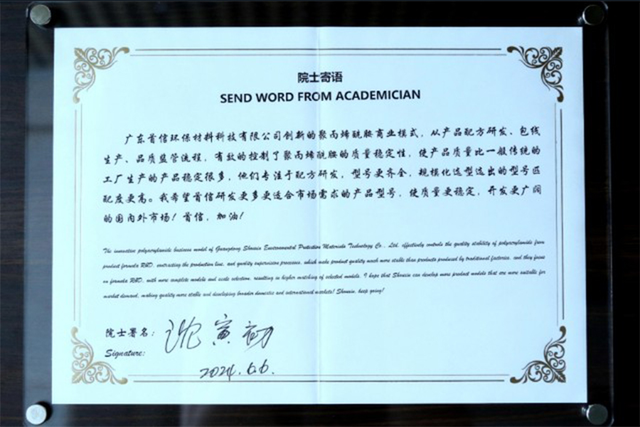 院士寄语
SEND WORD FROM ACADEMICIAN
广东首信环保材料科技有限公司创新的聚丙烯酰胺商业模式，从产品配方研发、包线
生产、品质监管流程，有效的控制了聚丙烯酰胺的质量稳定性，使产品质量比一般传统的
工厂生产的产品稳定很多，他们专注于配方研发，型号更齐全，规模化选型选出的型号匹
配度更高。我希望首信研发更多更适合市场需求的产品型号，使质量更稳定，开发更广阔
的国内外市场！首信，加油！
The innovative polyacrylamide business model of Guangdong Shouxin Environmental Protection Materials Technology Co., Ltd., effectively controls the quality stability of polyacrylamide from
product formula R&D, contracting the production line, and quality supervision processes, which make product quality much more stable than products produced by traditional factories, and they focus
on formula R&D, with more complete models and scale selection, resulting in higher matching of selected models. I hope that Shouxin can develop more product models that are more suitable for
market demand, making quality more stable and developing broader domestic and international markets! Shouxin, keep going!
院士署名：沈寅初
Signature:
2024.6.6.